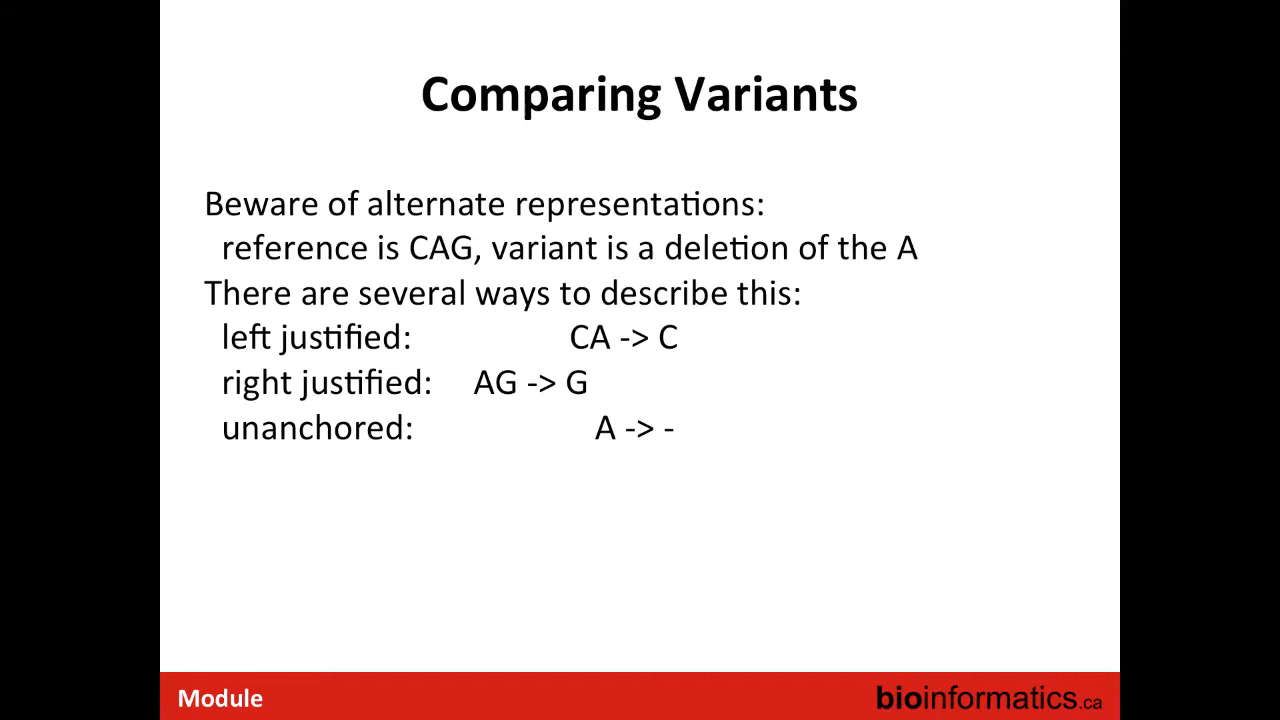 Comparing Variants
Beware of alternate representations:
reference is CAG, variant is a deletion of the A
There are several ways to describe this:
left justified: CA -> C
right justified: AG -> G
unanchored: A -> -
Module
bioinformatics.ca